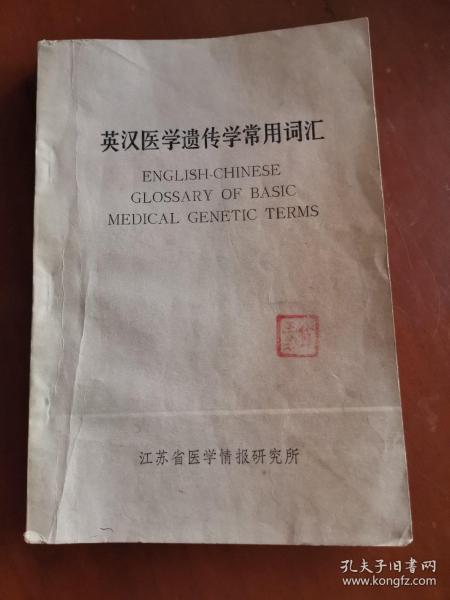 英汉医学遗传学常用词汇
ENGLISH-CHINESE
GLOSSARY OF BASIC
MEDICAL GENETIC TERMS
江苏省医学情报研究所
孔夫子旧书网
www.kongfz.com